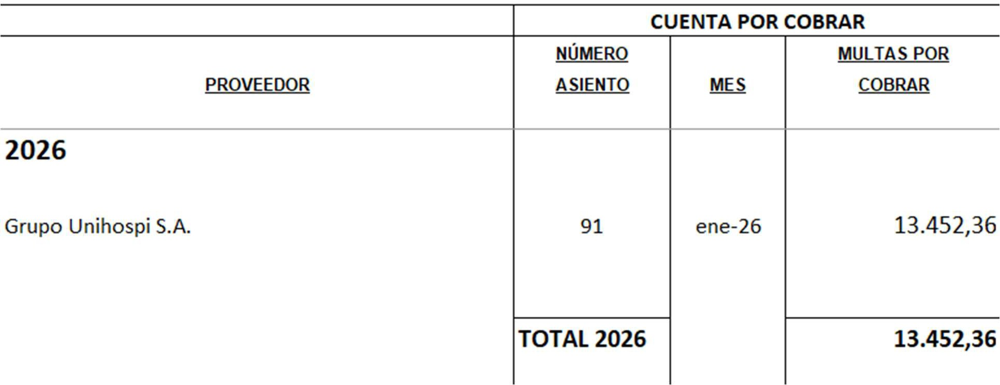 CUENTA POR COBRAR
PROVEEDOR
NÚMERO
ASIENTO
MES
MULTAS POR
COBRAR
2026
Grupo Unihospi S.A. 91 ene-26 13.452,36
TOTAL 2026 13.452,36